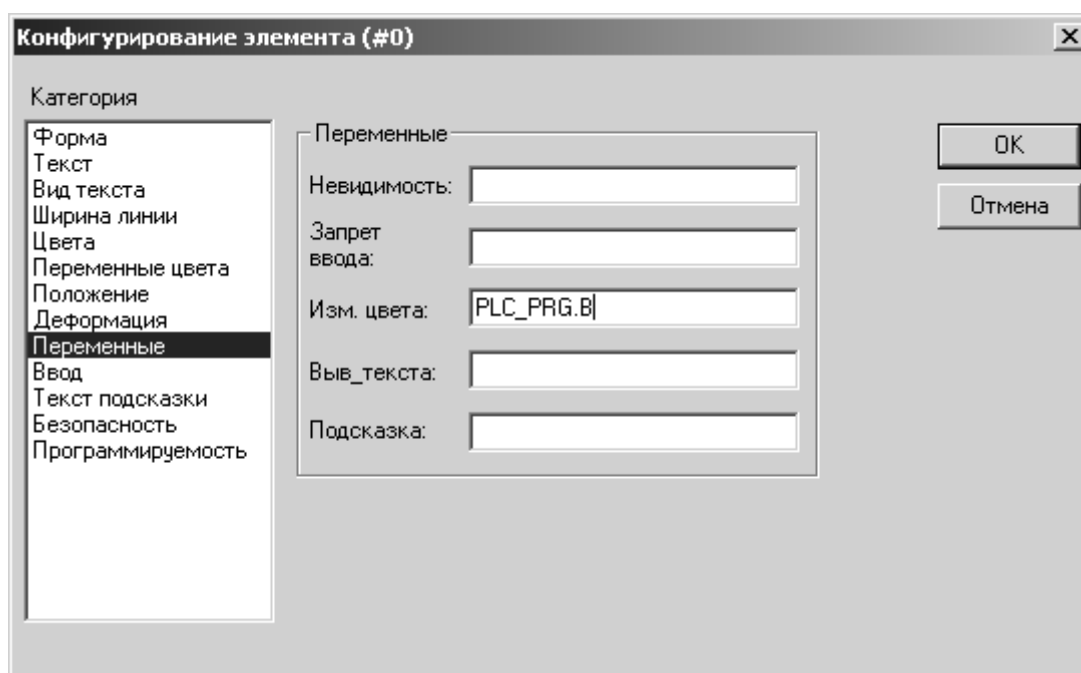 Конфигурирование элемента (#0)
Категория
Форма
Текст
Вид текста
Ширина линии
Цвета
Переменные цвета
Положение
Деформация
Переменные
Ввод
Текст подсказки
Безопасность
Программируемость
Переменные
Невидимость:
Запрет
ввода:
Изм. цвета: PLC_PRG.B
Выв_текста:
Подсказка:
OK
Отмена